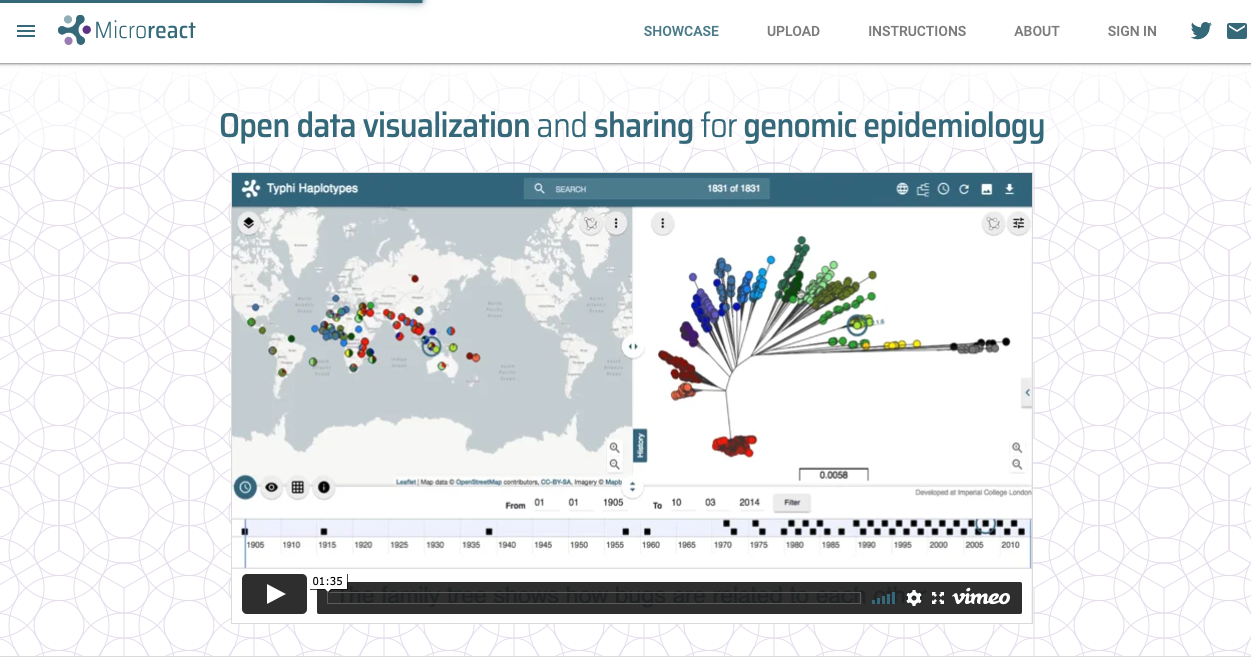 Microreact
SHOWCASE UPLOAD INSTRUCTIONS ABOUT SIGN IN
Open data visualization and sharing for genomic epidemiology
Typhi Haplotypes SEARCH 1831 of 1831
0.0058
History
Leaflet | Map data © OpenStreetMap contributors, CC-BY-SA, Imagery © Mapb
Developed at Imperial College London
From 01 01 1905 To 10 03 2014 Filter
1905 1910 1915 1920 1925 1930 1935 1940 1945 1950 1955 1960 1965 1970 1975 1980 1985 1990 1995 2000 2005 2010
01:35
the family tree shows how bugs are related to each
vimeo